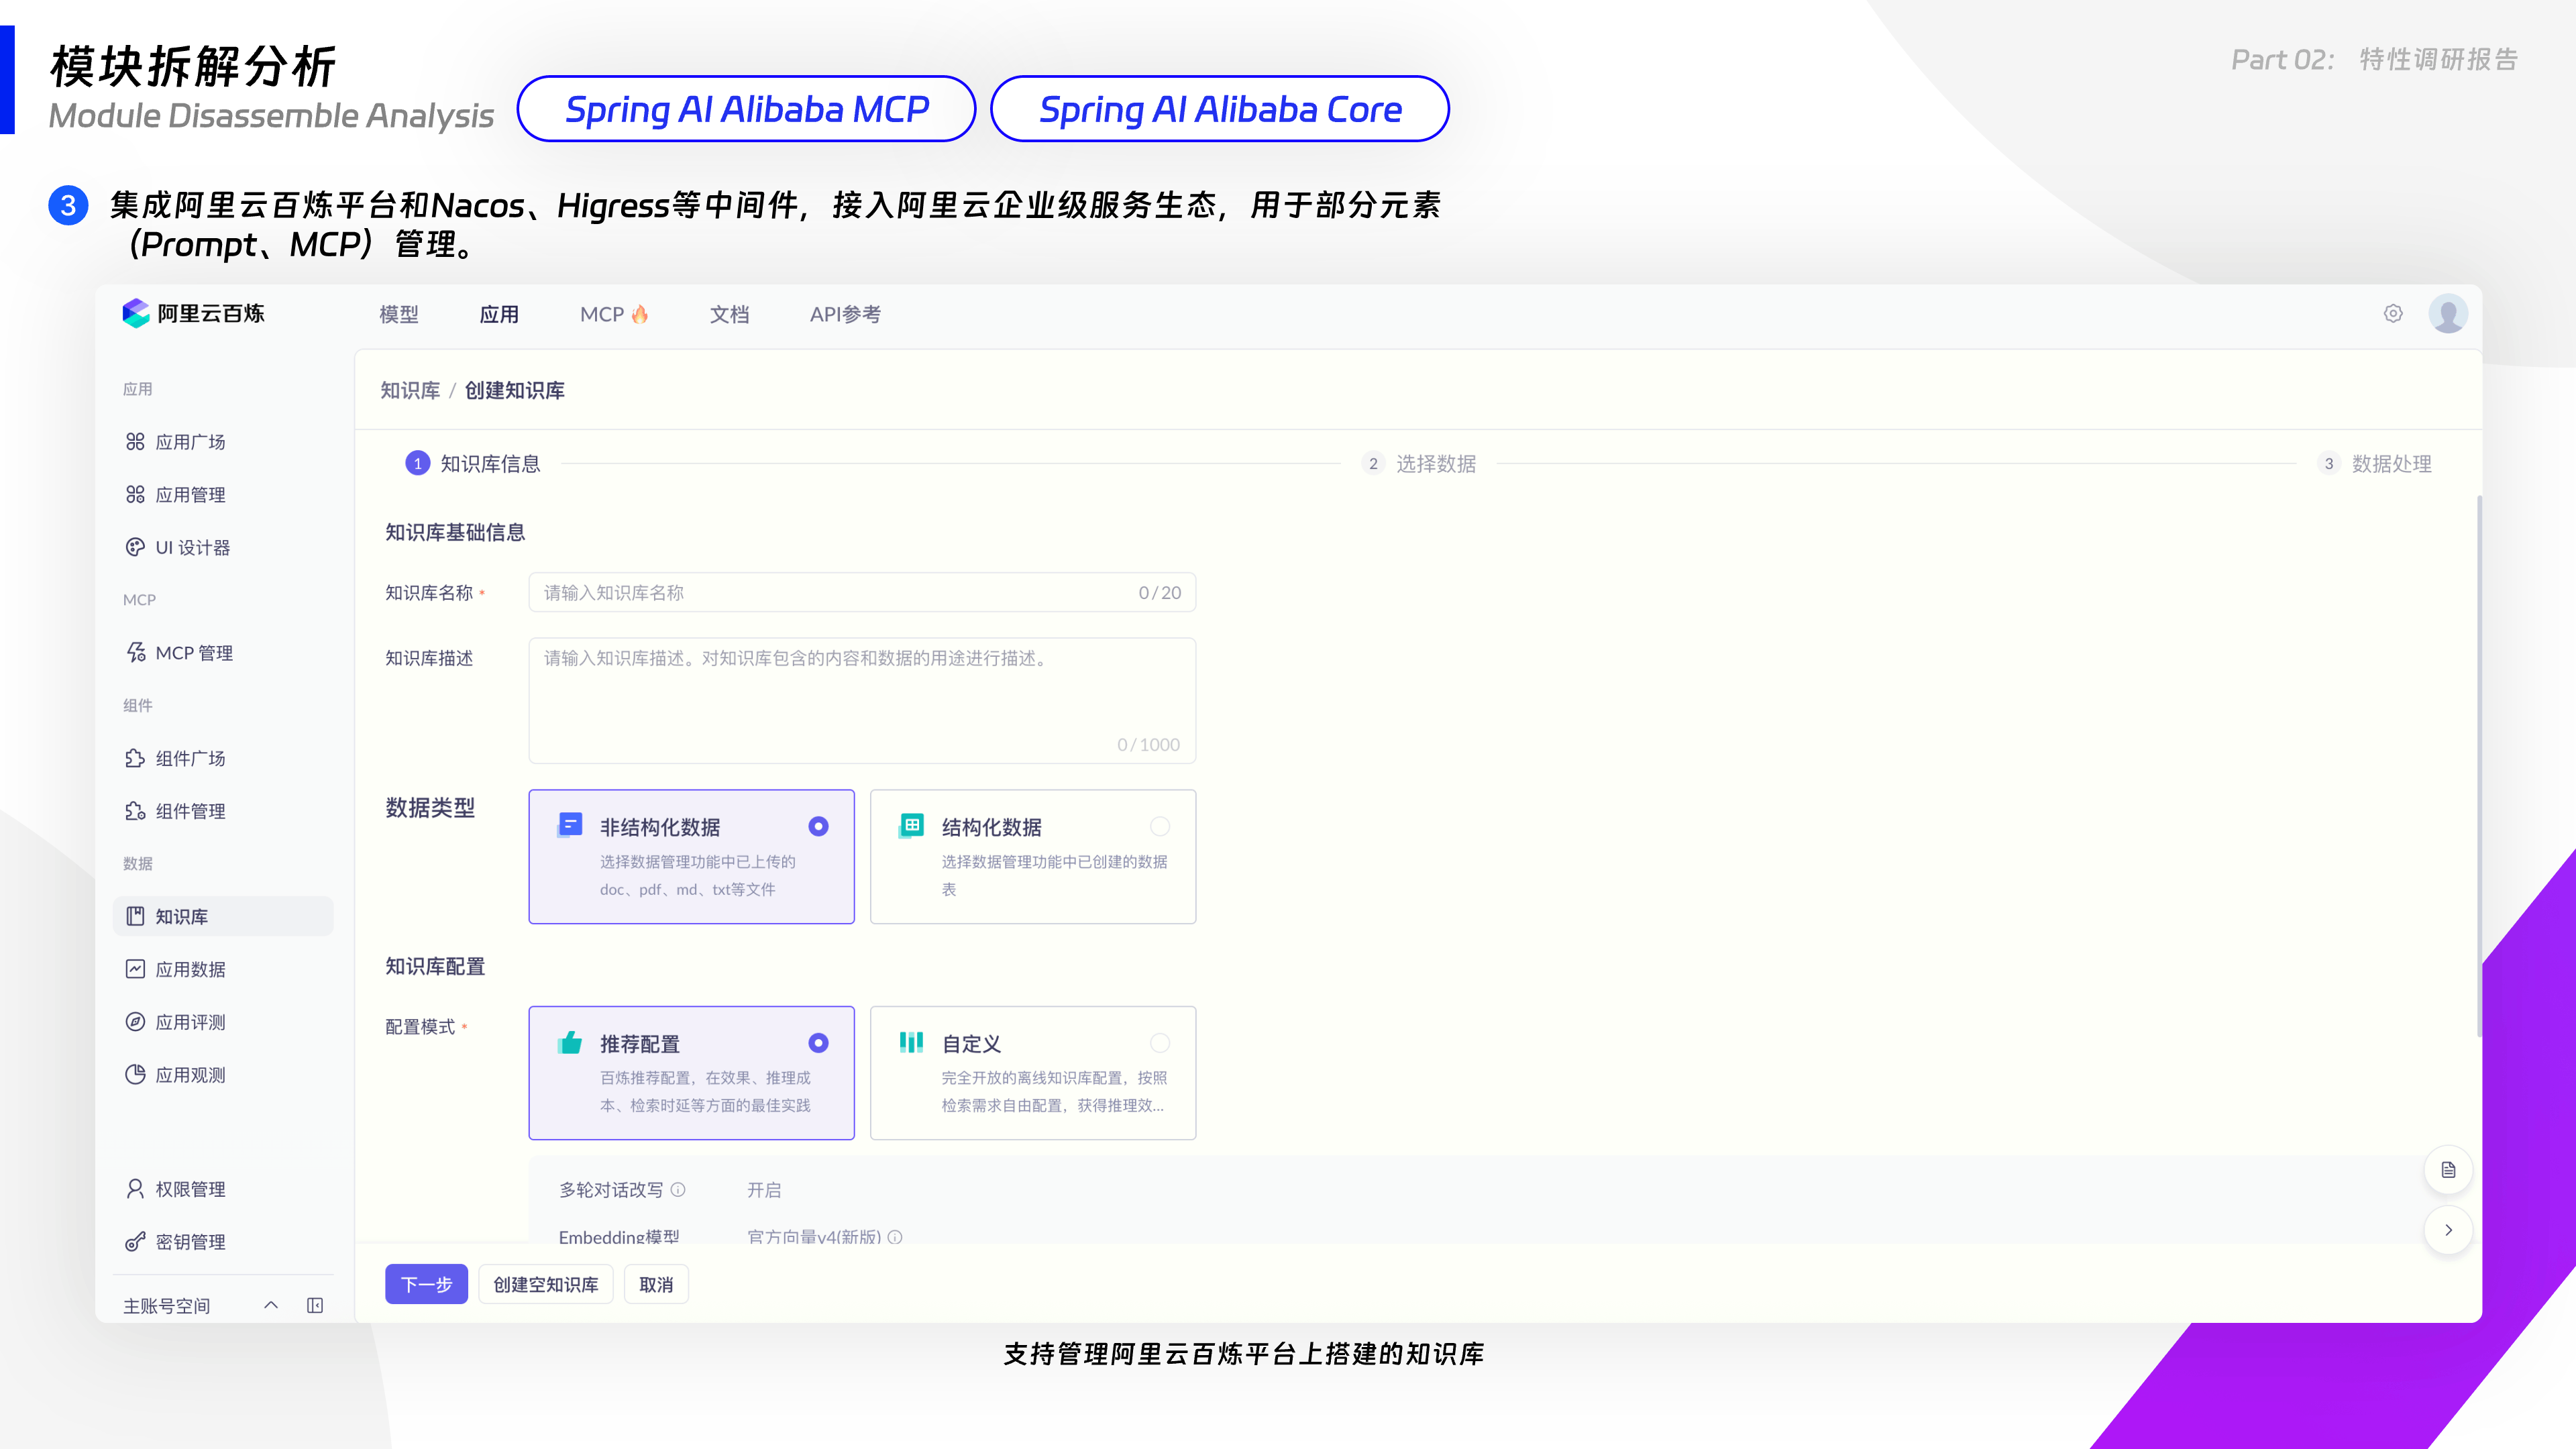 模块拆解分析
Module Disassemble Analysis
Spring AI Alibaba MCP
Spring AI Alibaba Core
Part 02： 特性调研报告
3 集成阿里云百炼平台和Nacos、Higress等中间件，接入阿里云企业级服务生态，用于部分元素
（Prompt、MCP）管理。
阿里云百炼
模型
应用
MCP
文档
API参考
应用
应用广场
应用管理
UI 设计器
MCP
MCP 管理
组件
组件广场
组件管理
数据
知识库
应用数据
应用评测
应用观测
权限管理
密钥管理
主账号空间
知识库 / 创建知识库
1 知识库信息
2 选择数据
3 数据处理
知识库基础信息
知识库名称 *
请输入知识库名称
0 / 20
知识库描述
请输入知识库描述。对知识库包含的内容和数据的用途进行描述。
0 / 1000
数据类型
非结构化数据
选择数据管理功能中已上传的
doc、pdf、md、txt等文件
结构化数据
选择数据管理功能中已创建的数据
表
知识库配置
配置模式 *
推荐配置
百炼推荐配置，在效果、推理成
本、检索时延等方面的最佳实践
自定义
完全开放的离线知识库配置，按照
检索需求自由配置，获得推理效...
多轮对话改写
开启
Embedding模型
官方向量v4(新版)
下一步
创建空知识库
取消
支持管理阿里云百炼平台上搭建的知识库